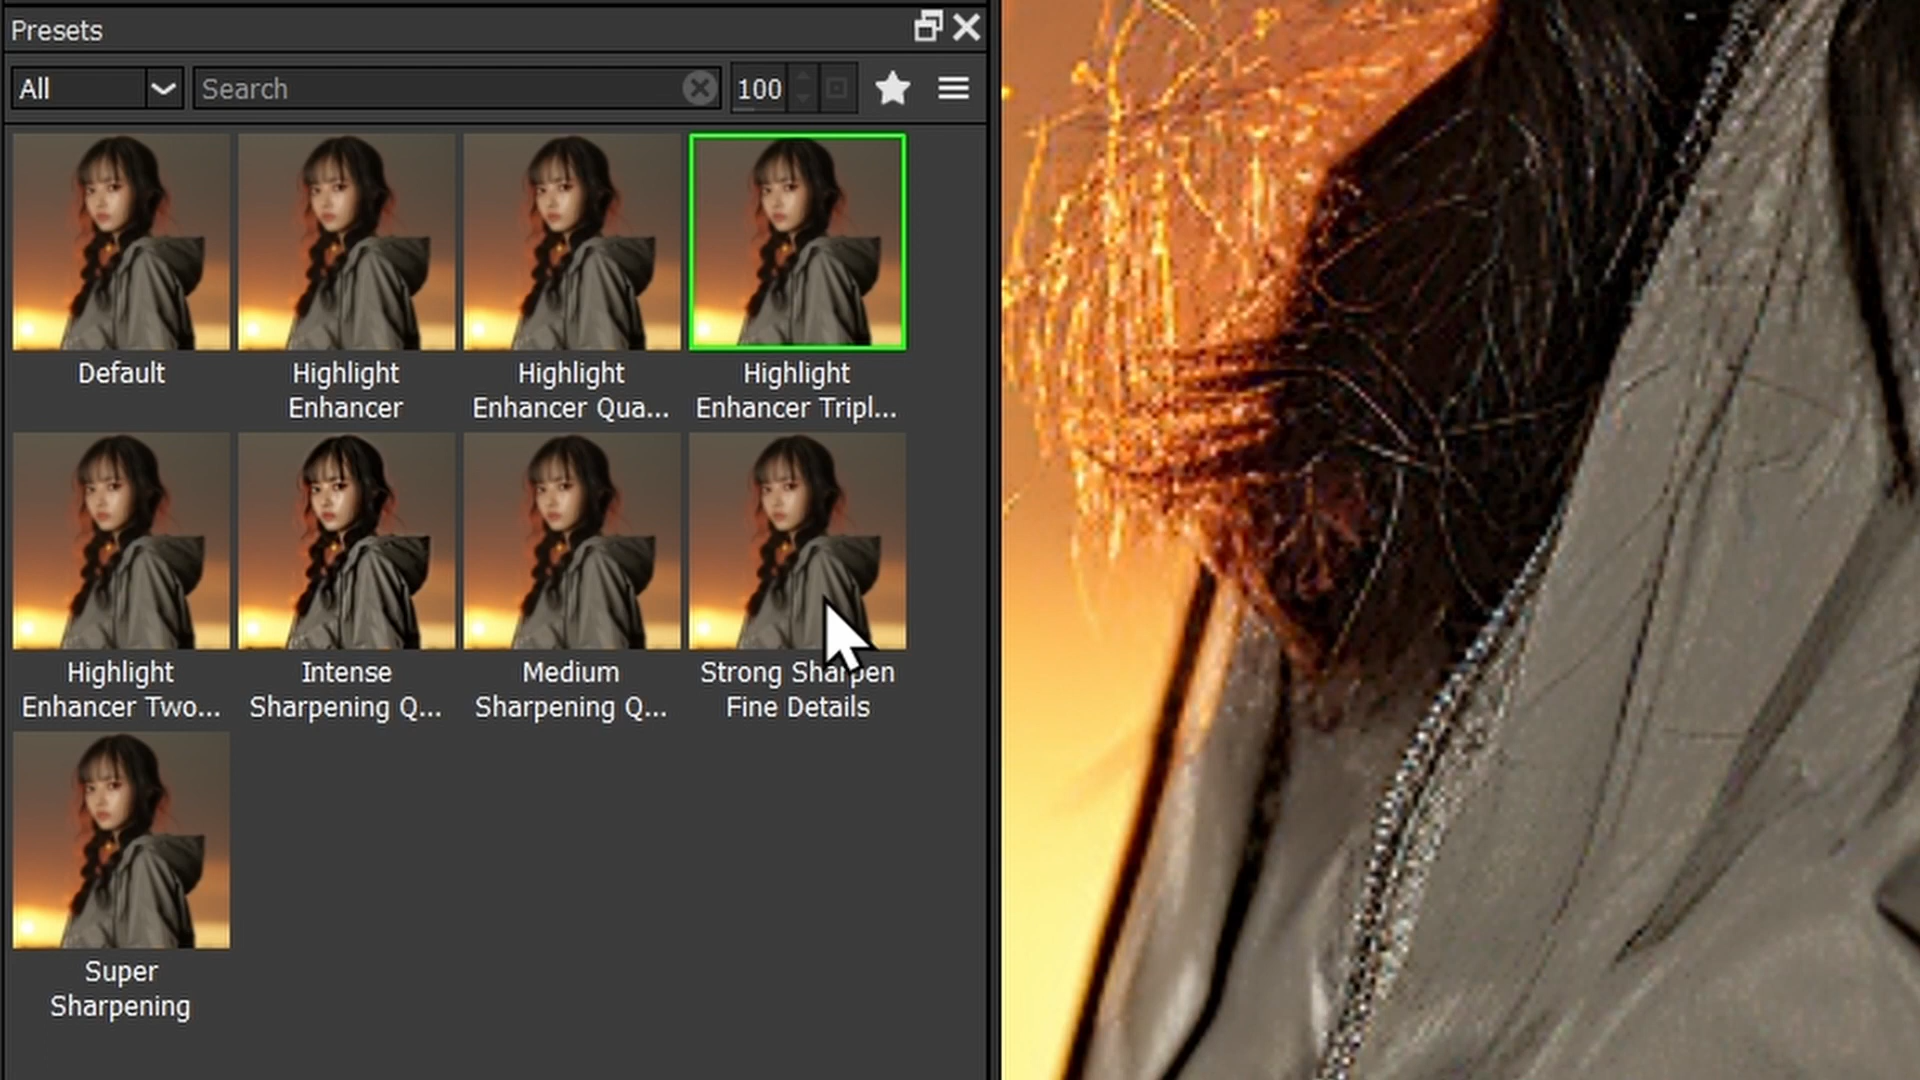 Presets
All
Search
100
Default
Highlight
Enhancer
Highlight
Enhancer Qua...
Highlight
Enhancer Tripl...
Highlight
Enhancer Two...
Intense
Sharpening Q...
Medium
Sharpening Q...
Strong Sharpen
Fine Details
Super
Sharpening